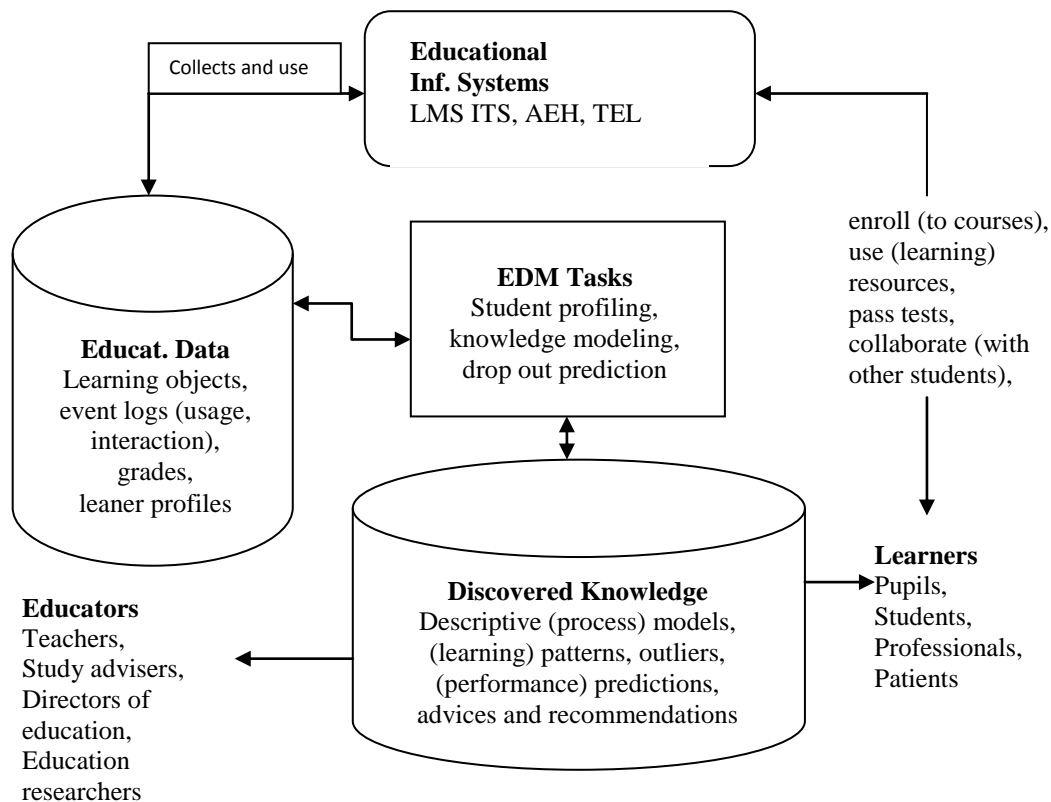 Collects and use
Educational
Inf. Systems
LMS ITS, AEH, TEL
enroll (to courses),
use (learning)
resources,
pass tests,
collaborate (with
other students),
EDM Tasks
Student profiling,
knowledge modeling,
drop out prediction
Educat. Data
Learning objects,
event logs (usage,
interaction),
grades,
leaner profiles
Learners
Pupils,
Students,
Professionals,
Patients
Discovered Knowledge
Descriptive (process) models,
(learning) patterns, outliers,
(performance) predictions,
advices and recommendations
Educators
Teachers,
Study advisers,
Directors of
education,
Education
researchers